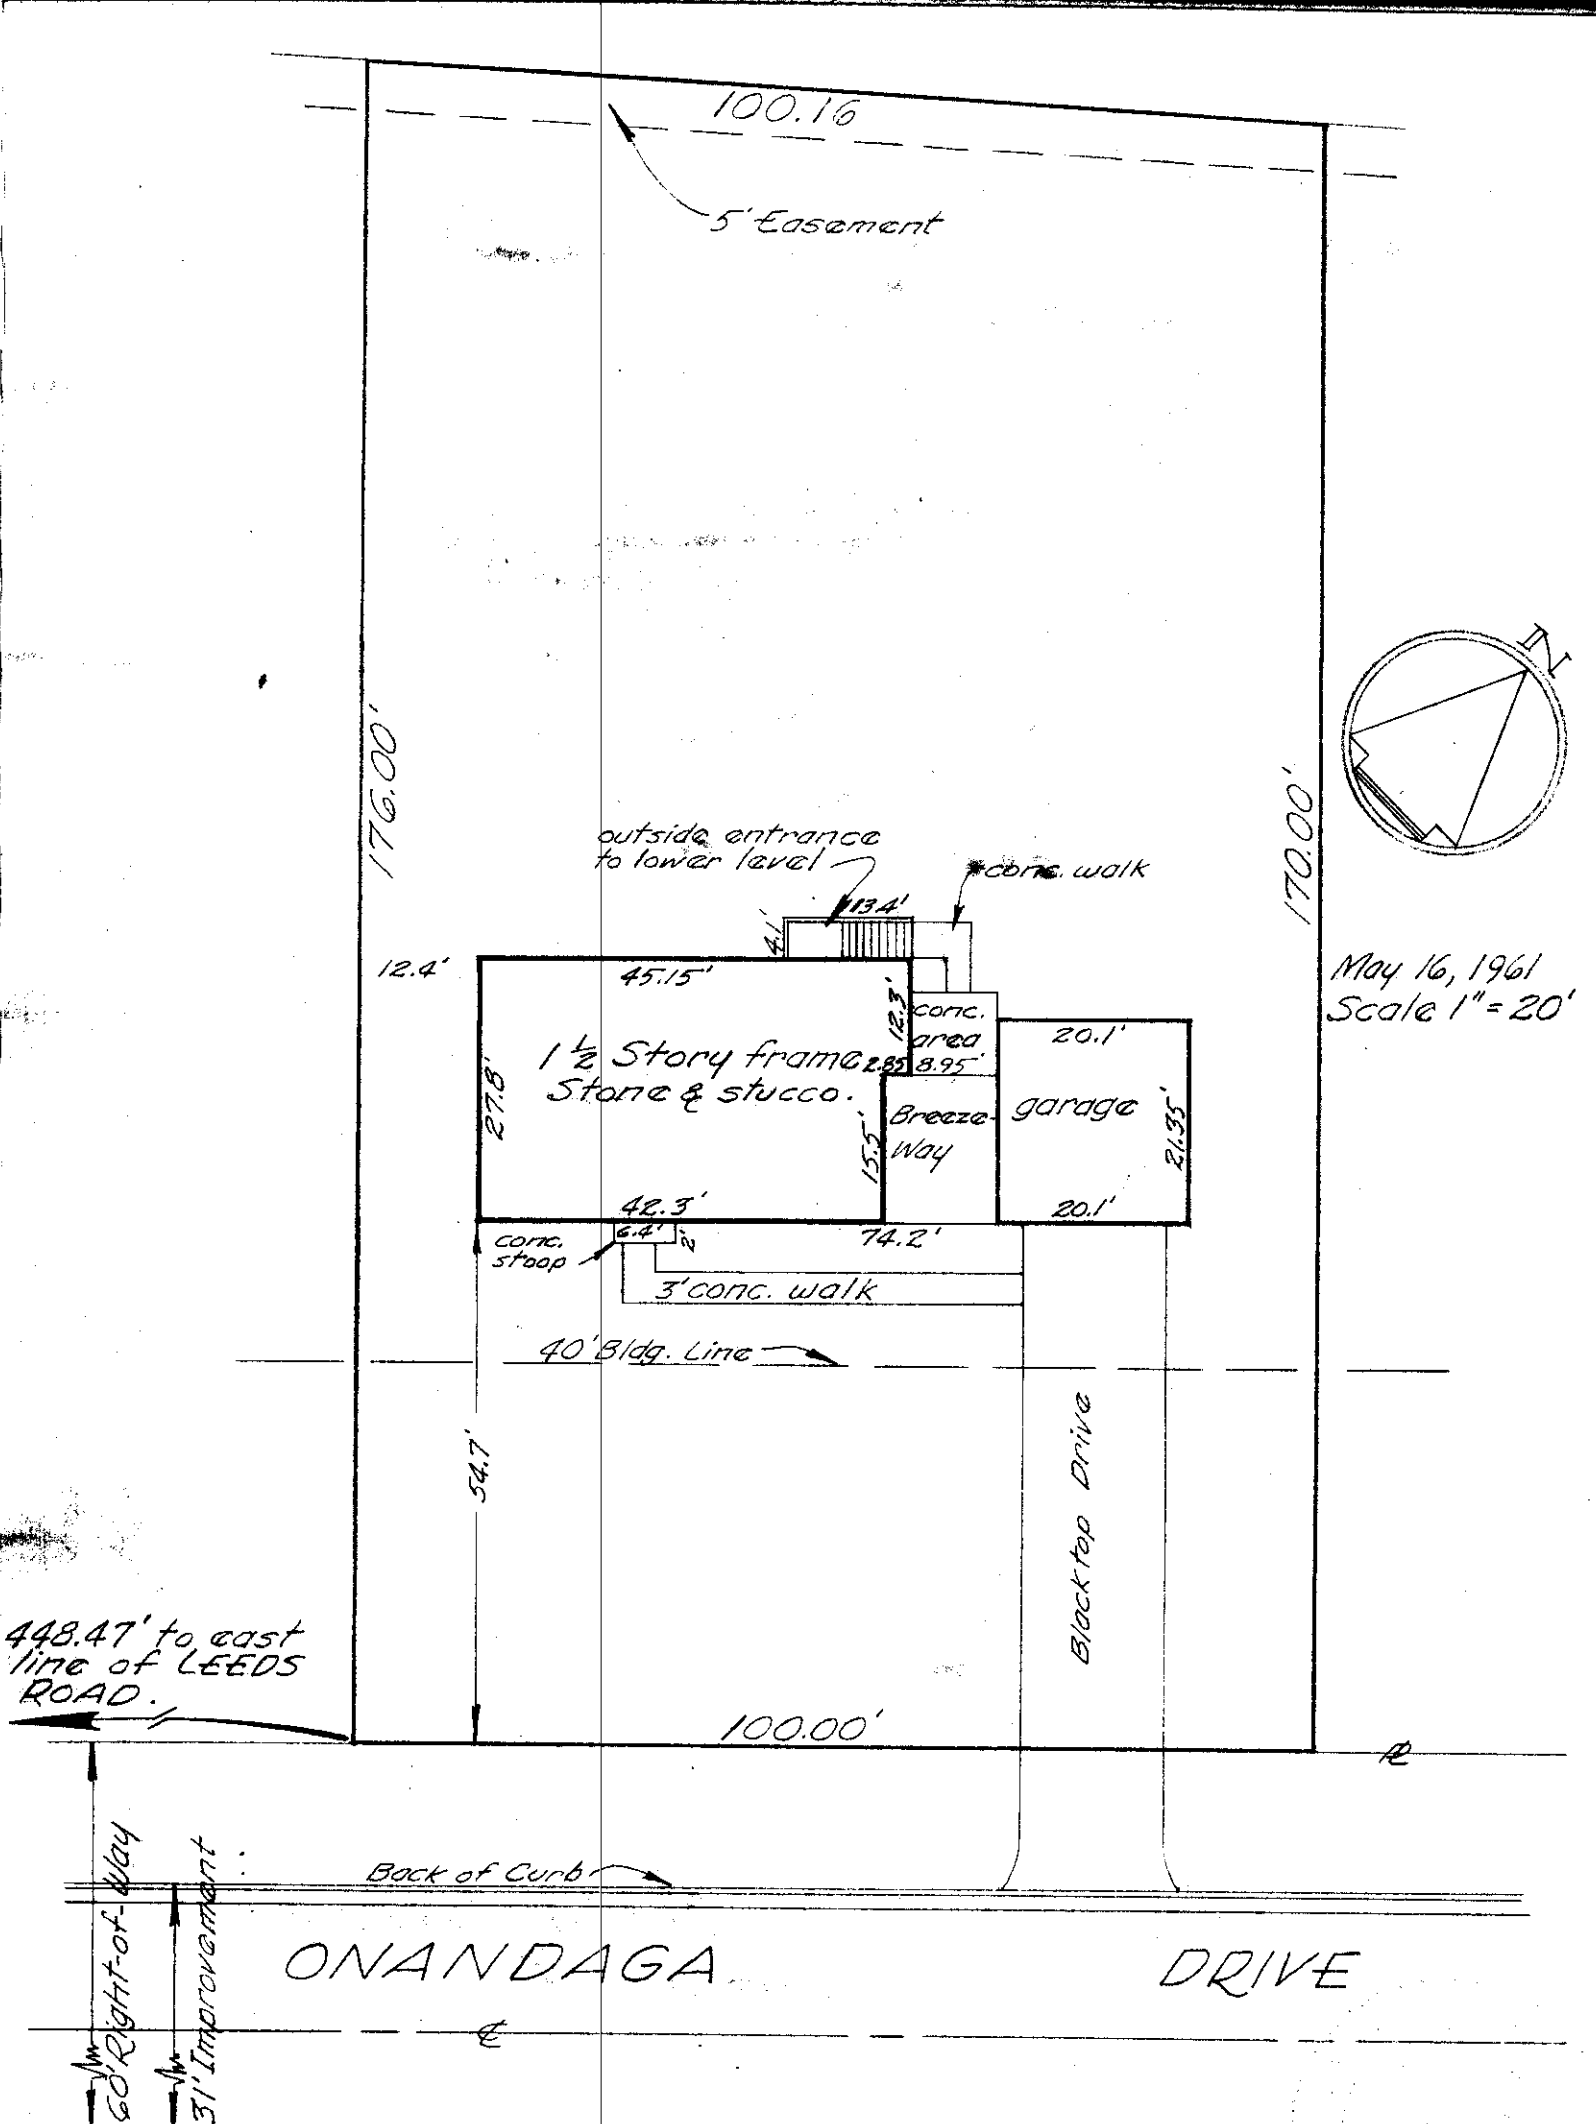 100.16
5' Easement
N
176.00'
170.00'
outside entrance
to lower level
conc. walk
13.4'
4.1'
12.4'
45.15'
May 16, 1961
Scale 1" = 20'
12.3'
conc.
area
20.1'
1 ½ Story frame
Stone & stucco.
2.85'
8.95'
27.8'
Breeze-
Way
garage
15.5'
21.35'
42.3'
20.1'
6.4'
2'
conc.
stoop
74.2'
3' conc. walk
40' Bldg. Line
54.7'
Blacktop Drive
448.47' to east
line of LEEDS
ROAD.
100.00'
PL
60' Right-of-Way
31' Improvement
Back of Curb
ONANDAGA DRIVE
CL